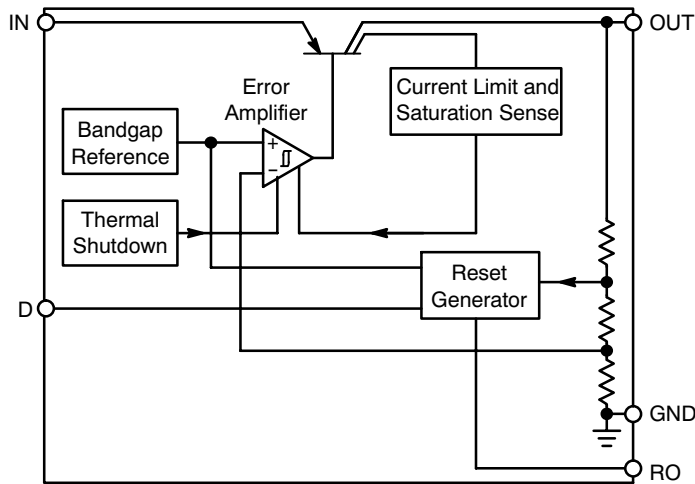 IN
OUT
Error
Amplifier
Current Limit and
Saturation Sense
Bandgap
Reference
+
−
Thermal
Shutdown
Reset
Generator
D
GND
RO